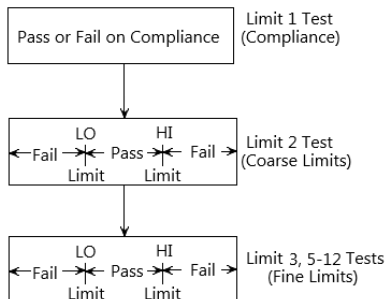 Pass or Fail on Compliance
Limit 1 Test
(Compliance)
LO
HI
Fail
Pass
Fail
Limit
Limit
Limit 2 Test
(Coarse Limits)
LO
HI
Fail
Pass
Fail
Limit
Limit
Limit 3, 5-12 Tests
(Fine Limits)